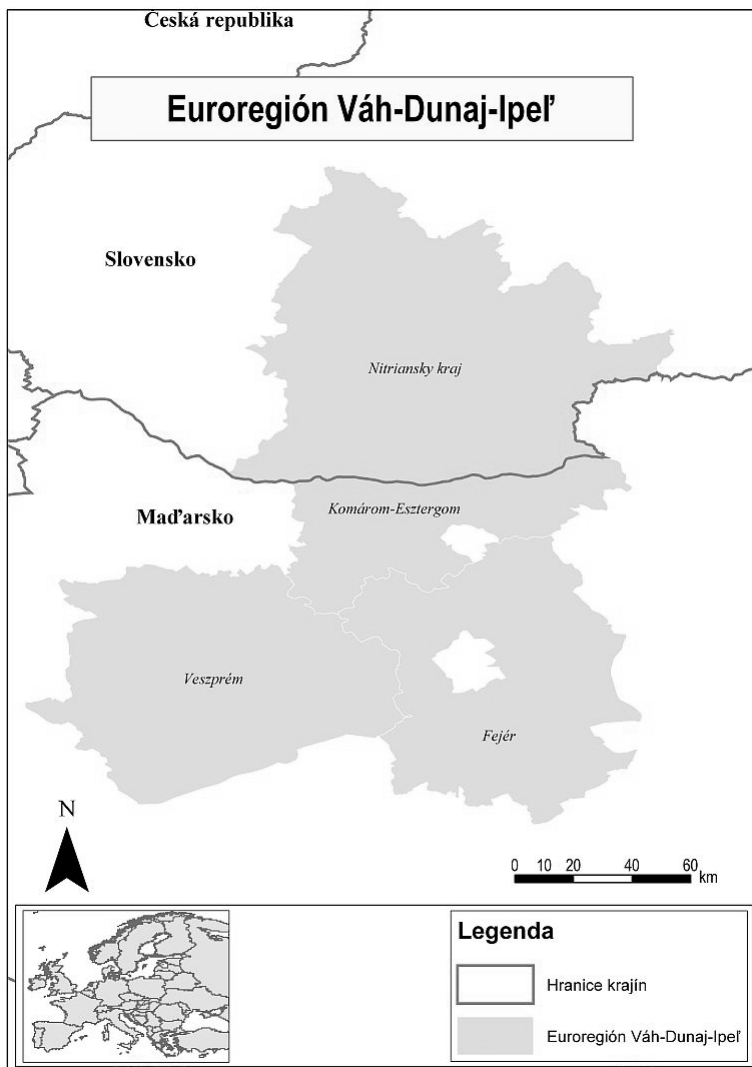 Česká republika
Euroregión Váh-Dunaj-Ipeľ
Slovensko
Nitriansky kraj
Komárom-Esztergom
Maďarsko
Veszprém
Fejér
N
0 10 20 40 60
km
Legenda
Hranice krajín
Euroregión Váh-Dunaj-Ipeľ